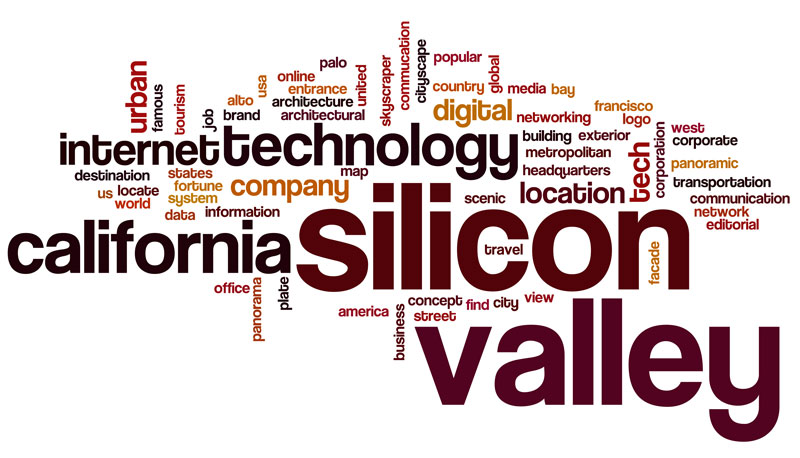 urban
famous
tourism
job
alto
usa
brand
online
entrance
architecture
architectural
palo
united
skyscraper
commucation
cityscape
popular
country
global
media
bay
digital
networking
francisco
logo
building
exterior
metropolitan
headquarters
tech
corporation
west
corporate
panoramic
transportation
communication
network
editorial
internet
technology
destination
us
locate
world
states
fortune
system
data
information
company
map
scenic
location
california
silicon
travel
facade
office
panorama
plate
america
business
concept
street
find
city
view
valley